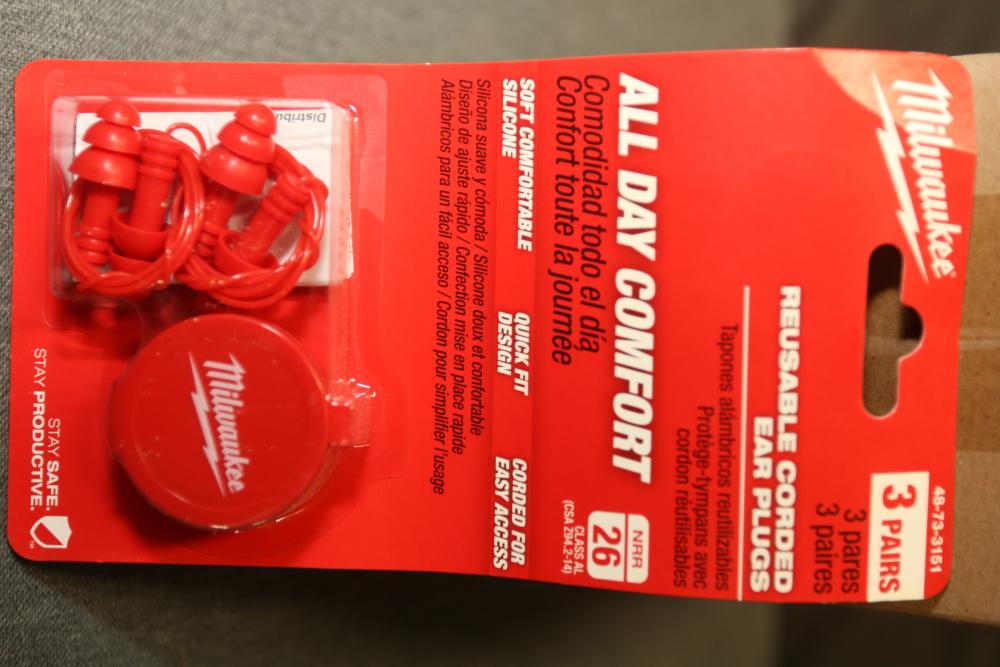 Milwaukee®
48-73-3151
3 PAIRS
3 pares
3 paires
REUSABLE CORDED
EAR PLUGS
Tapones alámbricos reutilizables
Protège-tympans avec
cordon réutilisables
ALL DAY COMFORT
Comodidad todo el día
Confort toute la journée
NRR
26
CLASS AL
(CSA Z94.2-14)
SOFT COMFORTABLE
SILICONE
QUICK FIT
DESIGN
CORDED FOR
EASY ACCESS
Silicona suave y cómoda / Silicone doux et confortable
Diseño de ajuste rápido / Confection mise en place rapide
Alámbricos para un fácil acceso / Cordon pour simplifier l'usage
Distribu
Milwaukee
STAY SAFE.
STAY PRODUCTIVE.™